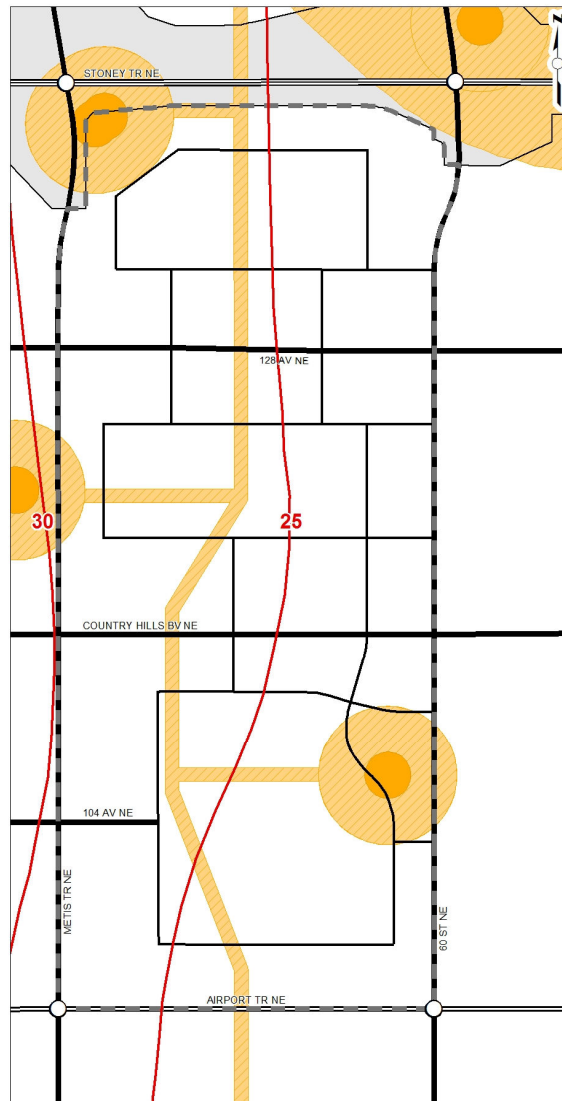 STONEY TR NE
128 AV NE
30
25
COUNTRY HILLS BV NE
104 AV NE
METIS TR NE
60 ST NE
AIRPORT TR NE